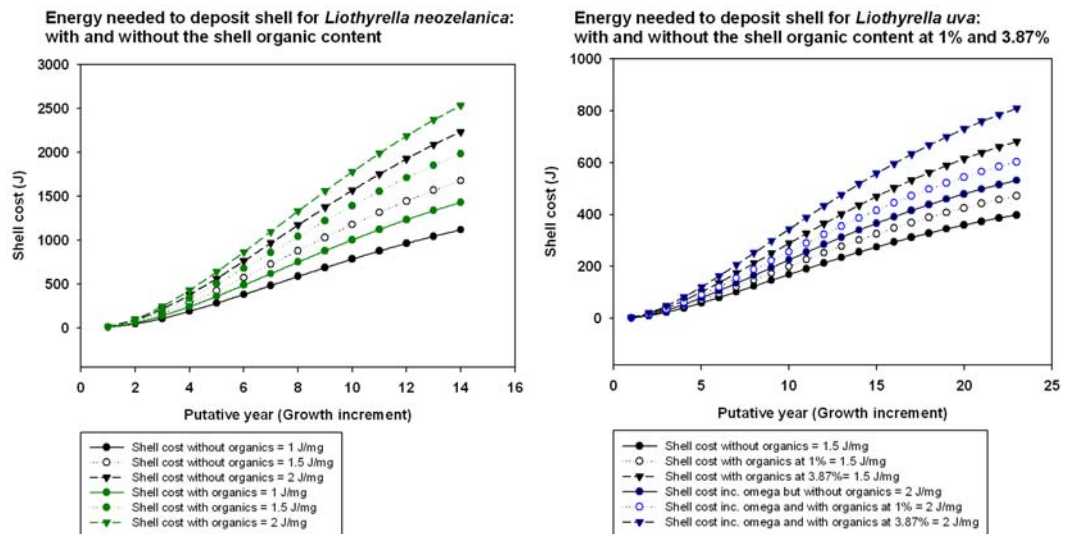 Energy needed to deposit shell for Liothyrella neozelanica:
with and without the shell organic content
3000
2500
2000
1500
1000
500
0
Shell cost (J)
0 2 4 6 8 10 12 14 16
Putative year (Growth increment)
Shell cost without organics = 1 J/mg
Shell cost without organics = 1.5 J/mg
Shell cost without organics = 2 J/mg
Shell cost with organics = 1 J/mg
Shell cost with organics = 1.5 J/mg
Shell cost with organics = 2 J/mg
Energy needed to deposit shell for Liothyrella uva:
with and without the shell organic content at 1% and 3.87%
1000
800
600
400
200
0
Shell cost (J)
0 5 10 15 20 25
Putative year (Growth increment)
Shell cost without organics = 1.5 J/mg
Shell cost with organics at 1% = 1.5 J/mg
Shell cost with organics at 3.87%= 1.5 J/mg
Shell cost inc. omega but without organics = 2 J/mg
Shell cost inc. omega and with organics at 1% = 2 J/mg
Shell cost inc. omega and with organics at 3.87% = 2 J/mg